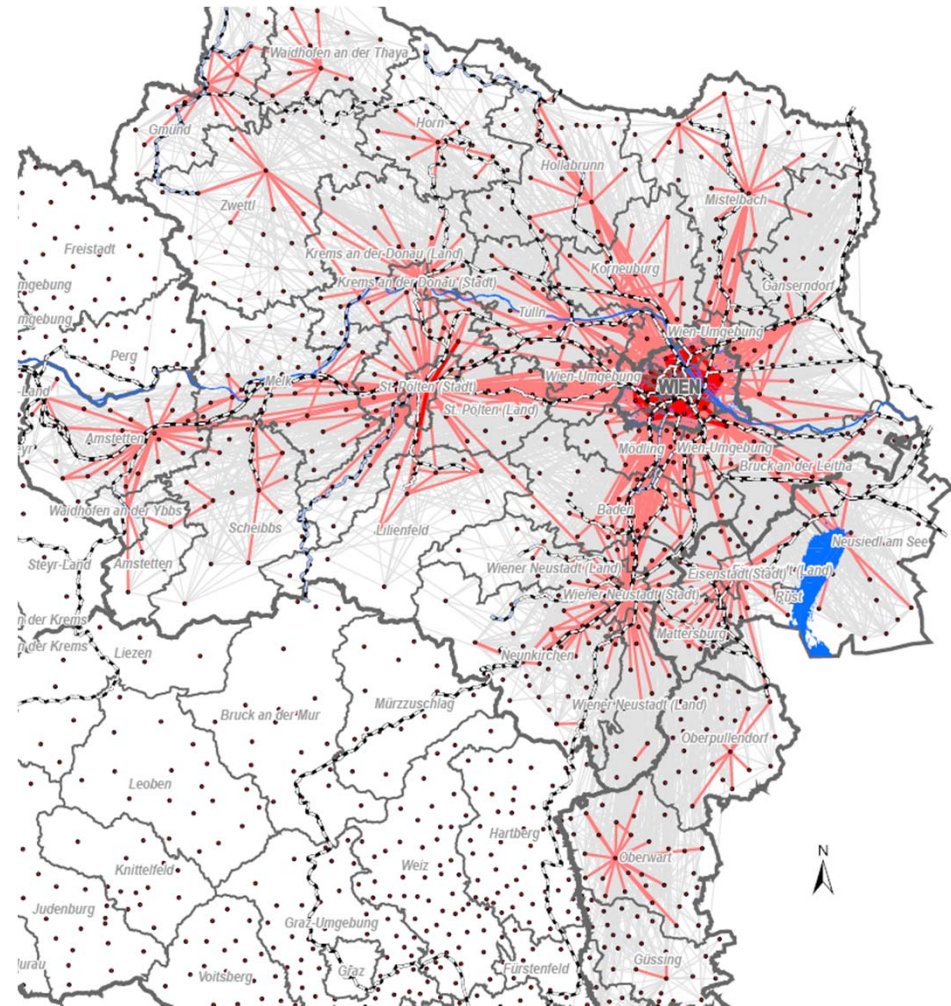 Waidhofen an der Thaya
Gmünd
Horn
Hollabrunn
Zwettl
Mistelbach
Freistadt
Krems an der Donau (Land)
Korneuburg
mgebung
Krems an der Donau (Stadt)
Gänserndorf
mgebung
Tulln
Wien-Umgebung
Perg
Melk
Wien-Umgebung
-Land
St. Pölten (Stadt)
WIEN
St. Pölten (Land)
Amstetten
Mödling
Wien-Umgebung
Bruck an der Leitha
Waidhofen an der Ybbs
Baden
Scheibbs
Lilienfeld
Neusiedl am See
Steyr-Land
Amstetten
Wiener Neustadt (Land)
Eisenstadt (Stadt)
(Land)
Wiener Neustadt (Stadt)
Rust
n der Krems
Mattersburg
n der Krems
Liezen
Neunkirchen
Bruck an der Mur
Mürzzuschlag
Wiener Neustadt (Land)
Oberpullendorf
Leoben
Hartberg
N
Knittelfeld
Weiz
Oberwart
Judenburg
Graz-Umgebung
Murau
Voitsberg
Graz
Fürstenfeld
Güssing